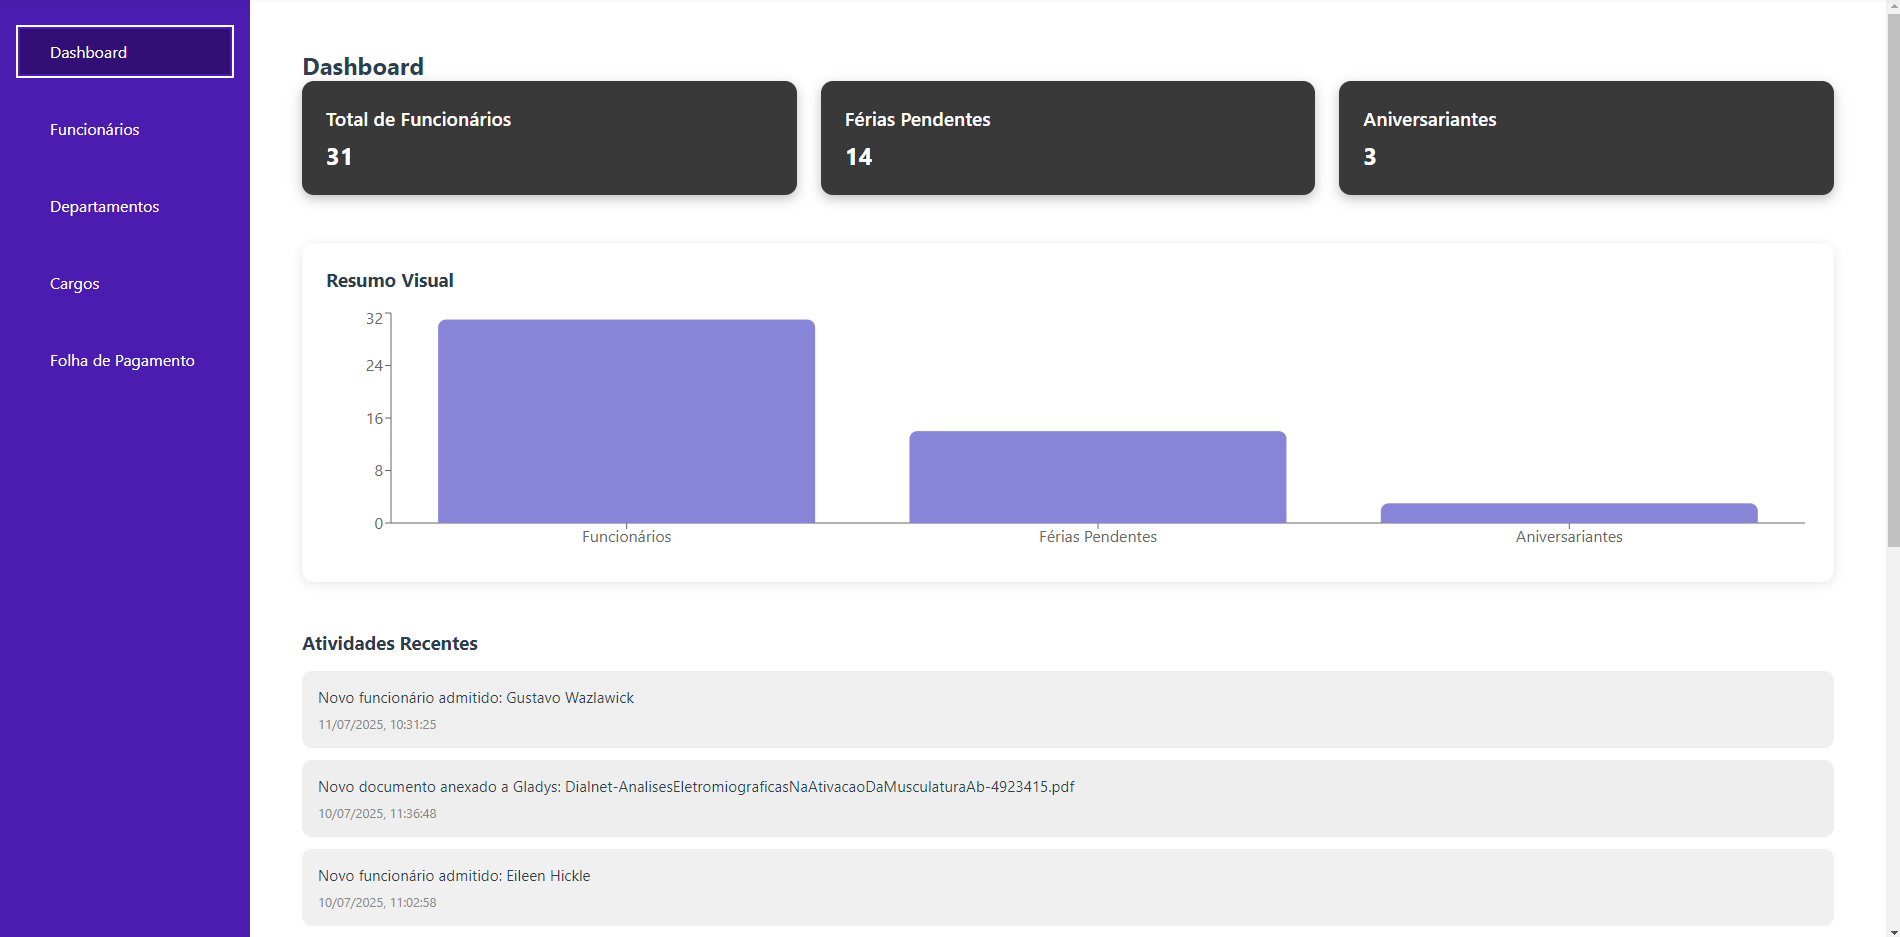 Dashboard
Funcionários
Departamentos
Cargos
Folha de Pagamento
Dashboard
Total de Funcionários
31
Férias Pendentes
14
Aniversariantes
3
Resumo Visual
32
24
16
8
0
Funcionários
Férias Pendentes
Aniversariantes
Atividades Recentes
Novo funcionário admitido: Gustavo Wazlawick
11/07/2025, 10:31:25
Novo documento anexado a Gladys: Dialnet-AnalisesEletromiograficasNaAtivacaoDaMusculaturaAb-4923415.pdf
10/07/2025, 11:36:48
Novo funcionário admitido: Eileen Hickle
10/07/2025, 11:02:58